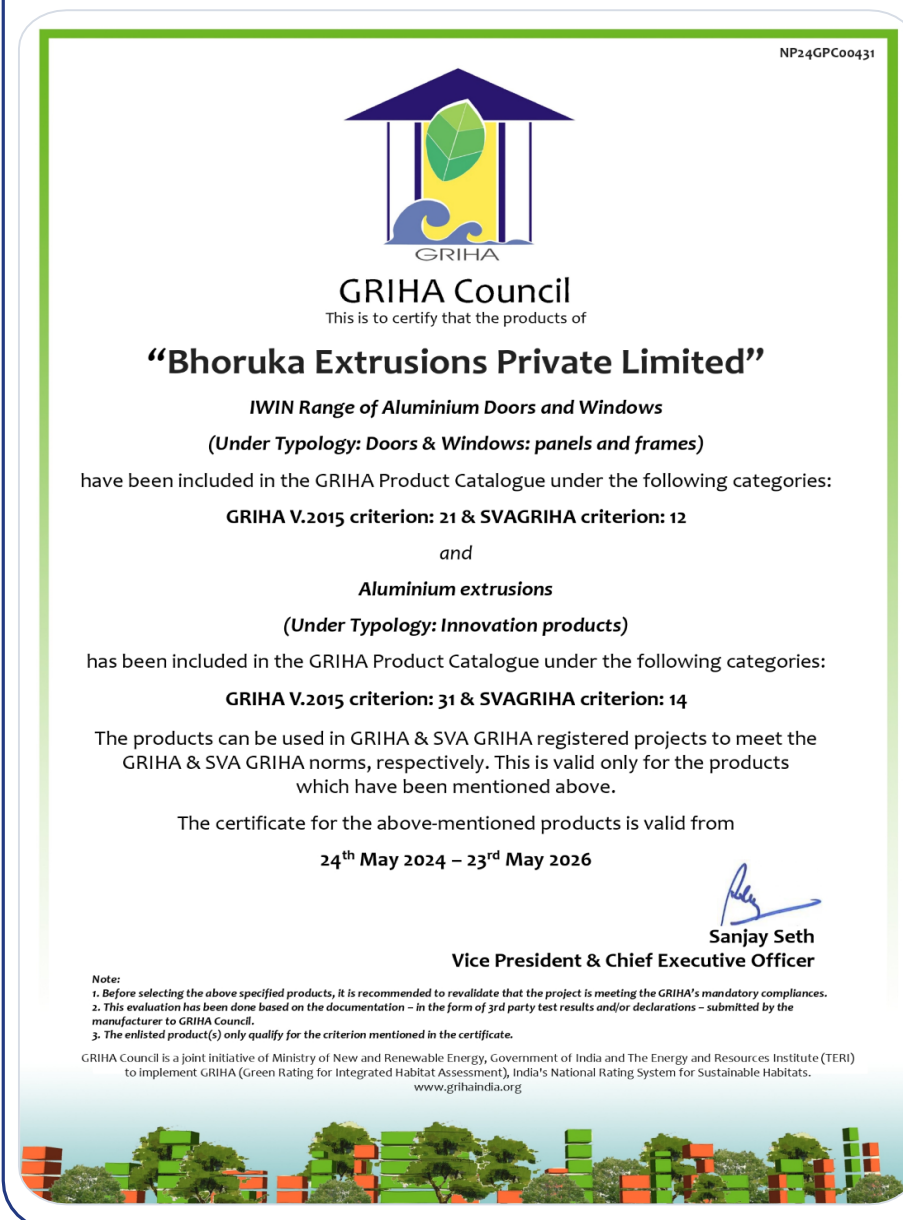 NP24GPC00431
GRIHA
GRIHA Council
This is to certify that the products of
“Bhoruka Extrusions Private Limited”
IWIN Range of Aluminium Doors and Windows
(Under Typology: Doors & Windows: panels and frames)
have been included in the GRIHA Product Catalogue under the following categories:
GRIHA V.2015 criterion: 21 & SVAGRIHA criterion: 12
and
Aluminium extrusions
(Under Typology: Innovation products)
has been included in the GRIHA Product Catalogue under the following categories:
GRIHA V.2015 criterion: 31 & SVAGRIHA criterion: 14
The products can be used in GRIHA & SVA GRIHA registered projects to meet the
GRIHA & SVA GRIHA norms, respectively. This is valid only for the products
which have been mentioned above.
The certificate for the above-mentioned products is valid from
24th May 2024 – 23rd May 2026
Sanjay Seth
Vice President & Chief Executive Officer
Note:
1. Before selecting the above specified products, it is recommended to revalidate that the project is meeting the GRIHA’s mandatory compliances.
2. This evaluation has been done based on the documentation – in the form of 3rd party test results and/or declarations – submitted by the
manufacturer to GRIHA Council.
3. The enlisted product(s) only qualify for the criterion mentioned in the certificate.
GRIHA Council is a joint initiative of Ministry of New and Renewable Energy, Government of India and The Energy and Resources Institute (TERI)
to implement GRIHA (Green Rating for Integrated Habitat Assessment), India's National Rating System for Sustainable Habitats.
www.grihaindia.org